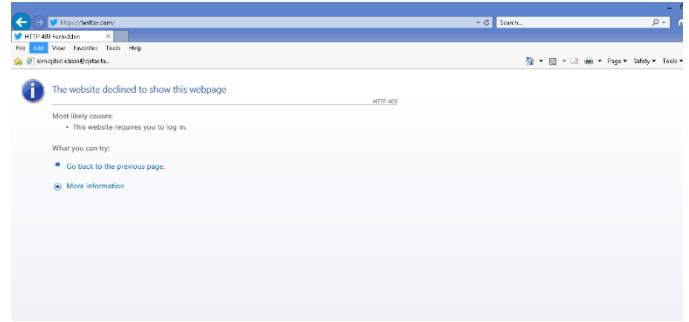 https://twitter.com/
Search...
HTTP 403 Forbidden
File Edit View Favorites Tools Help
Page Safety Tools
The website declined to show this webpage
HTTP 403
Most likely causes:
• This website requires you to log in.
What you can try:
Go back to the previous page.
More information